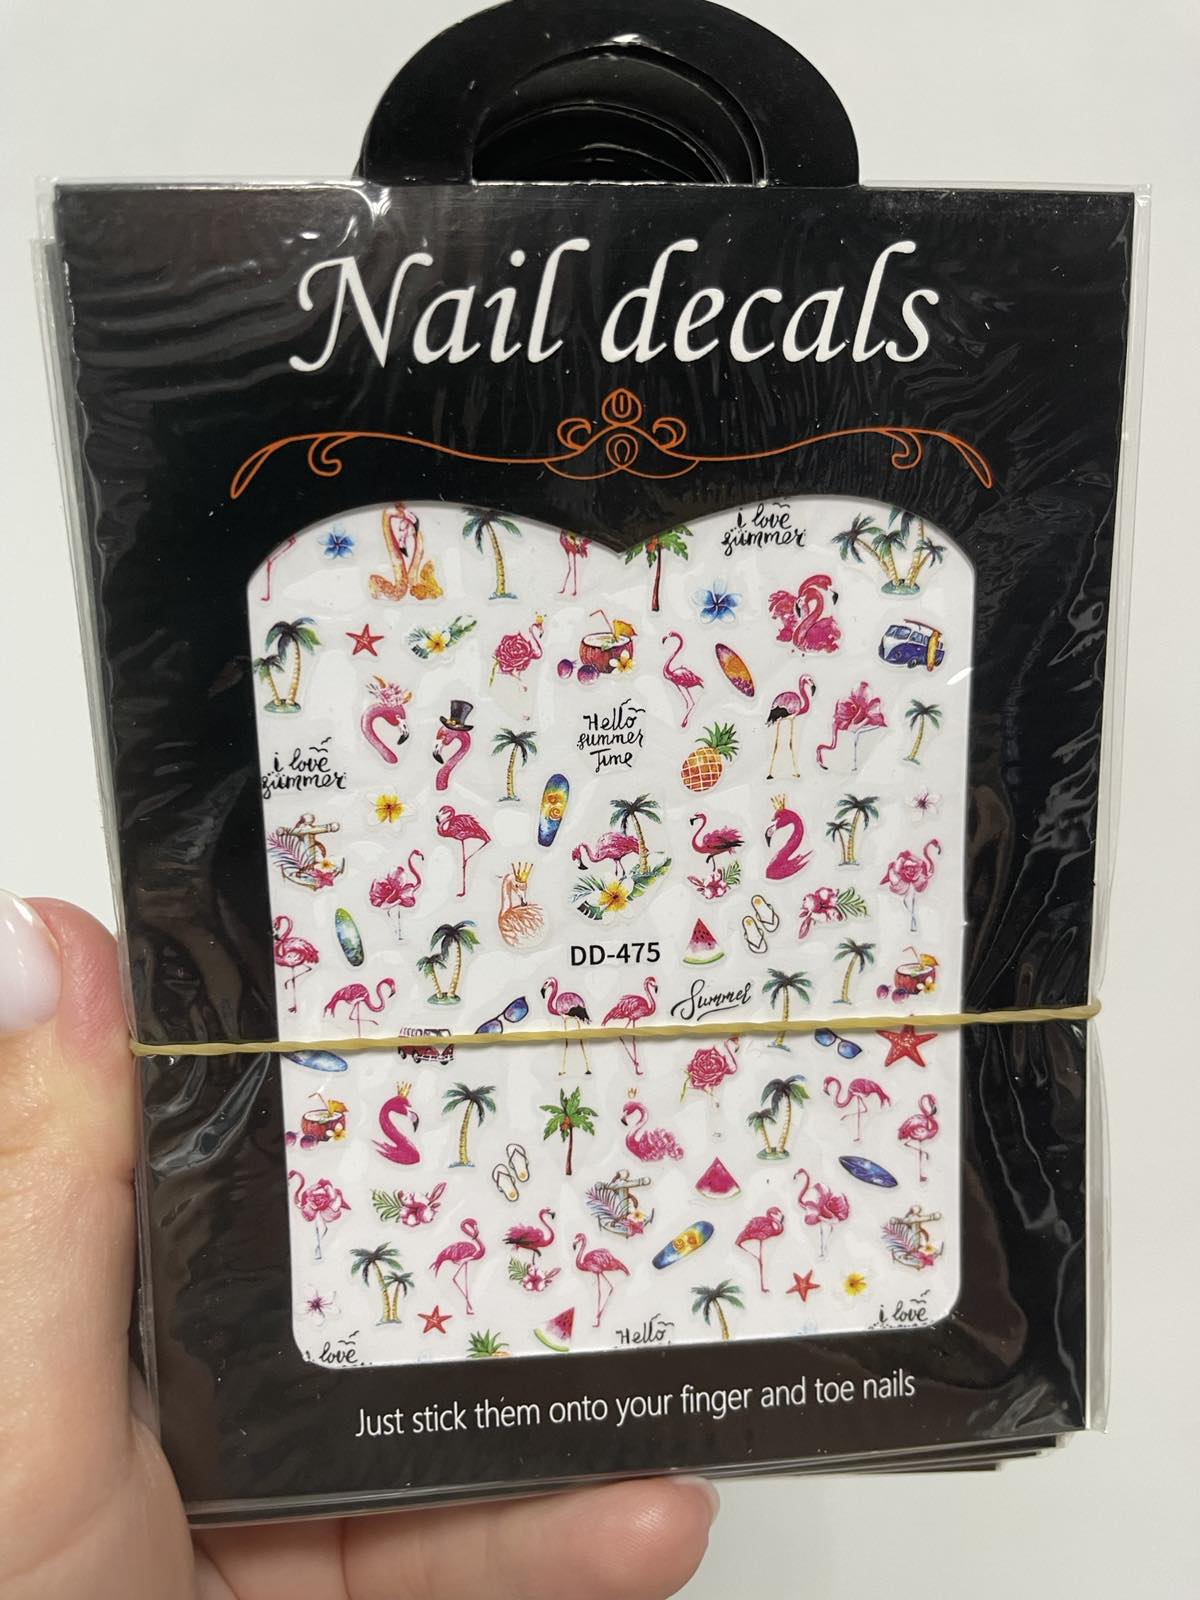 Nail decals
i love
summer
Hello
summer
Time
i love
summer
DD-475
Summer
i love
Hello
love
Just stick them onto your finger and toe nails